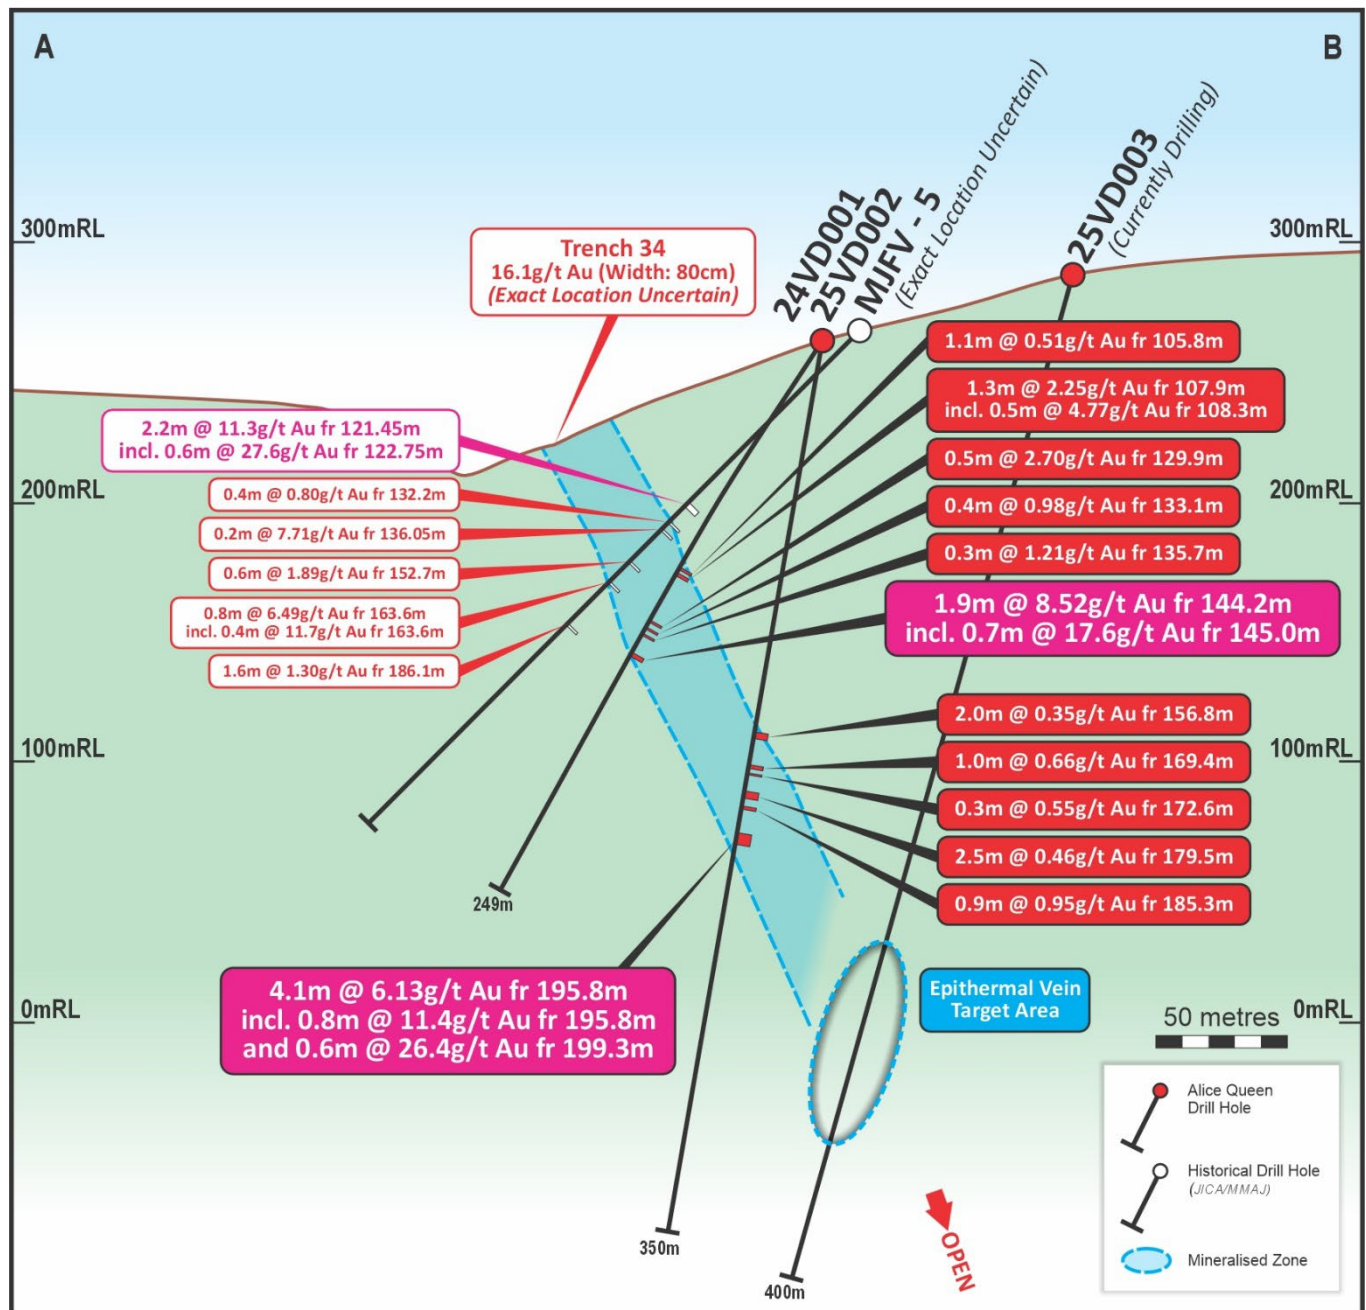 A
B
24VD001
25VD002
MJFV - 5
(Exact Location Uncertain)
25VD003
(Currently Drilling)
300mRL
300mRL
Trench 34
16.1g/t Au (Width: 80cm)
(Exact Location Uncertain)
1.1m @ 0.51g/t Au fr 105.8m
1.3m @ 2.25g/t Au fr 107.9m
incl. 0.5m @ 4.77g/t Au fr 108.3m
0.5m @ 2.70g/t Au fr 129.9m
0.4m @ 0.98g/t Au fr 133.1m
0.3m @ 1.21g/t Au fr 135.7m
1.9m @ 8.52g/t Au fr 144.2m
incl. 0.7m @ 17.6g/t Au fr 145.0m
2.2m @ 11.3g/t Au fr 121.45m
incl. 0.6m @ 27.6g/t Au fr 122.75m
200mRL
200mRL
0.4m @ 0.80g/t Au fr 132.2m
0.2m @ 7.71g/t Au fr 136.05m
0.6m @ 1.89g/t Au fr 152.7m
0.8m @ 6.49g/t Au fr 163.6m
incl. 0.4m @ 11.7g/t Au fr 163.6m
1.6m @ 1.30g/t Au fr 186.1m
2.0m @ 0.35g/t Au fr 156.8m
1.0m @ 0.66g/t Au fr 169.4m
0.3m @ 0.55g/t Au fr 172.6m
2.5m @ 0.46g/t Au fr 179.5m
0.9m @ 0.95g/t Au fr 185.3m
100mRL
100mRL
249m
4.1m @ 6.13g/t Au fr 195.8m
incl. 0.8m @ 11.4g/t Au fr 195.8m
and 0.6m @ 26.4g/t Au fr 199.3m
Epithermal Vein
Target Area
0mRL
0mRL
50 metres
Alice Queen
Drill Hole
Historical Drill Hole
(JICA/MMAJ)
Mineralised Zone
OPEN
350m
400m